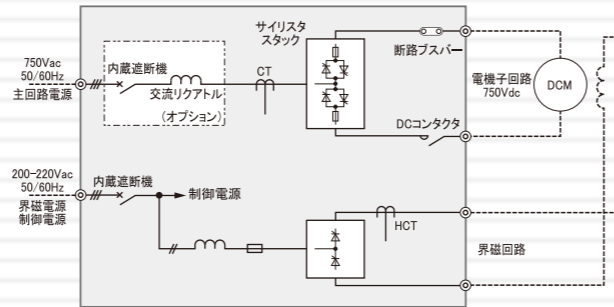 サイリスタ
スタック
断路ブスバー
750Vac
50/60Hz
主回路電源
内蔵遮断機
交流リクアトル
(オプション)
CT
電機子回路
750Vdc
DCM
DCコンタクタ
200-220Vac
50/60Hz
界磁電源
制御電源
内蔵遮断機
制御電源
HCT
界磁回路